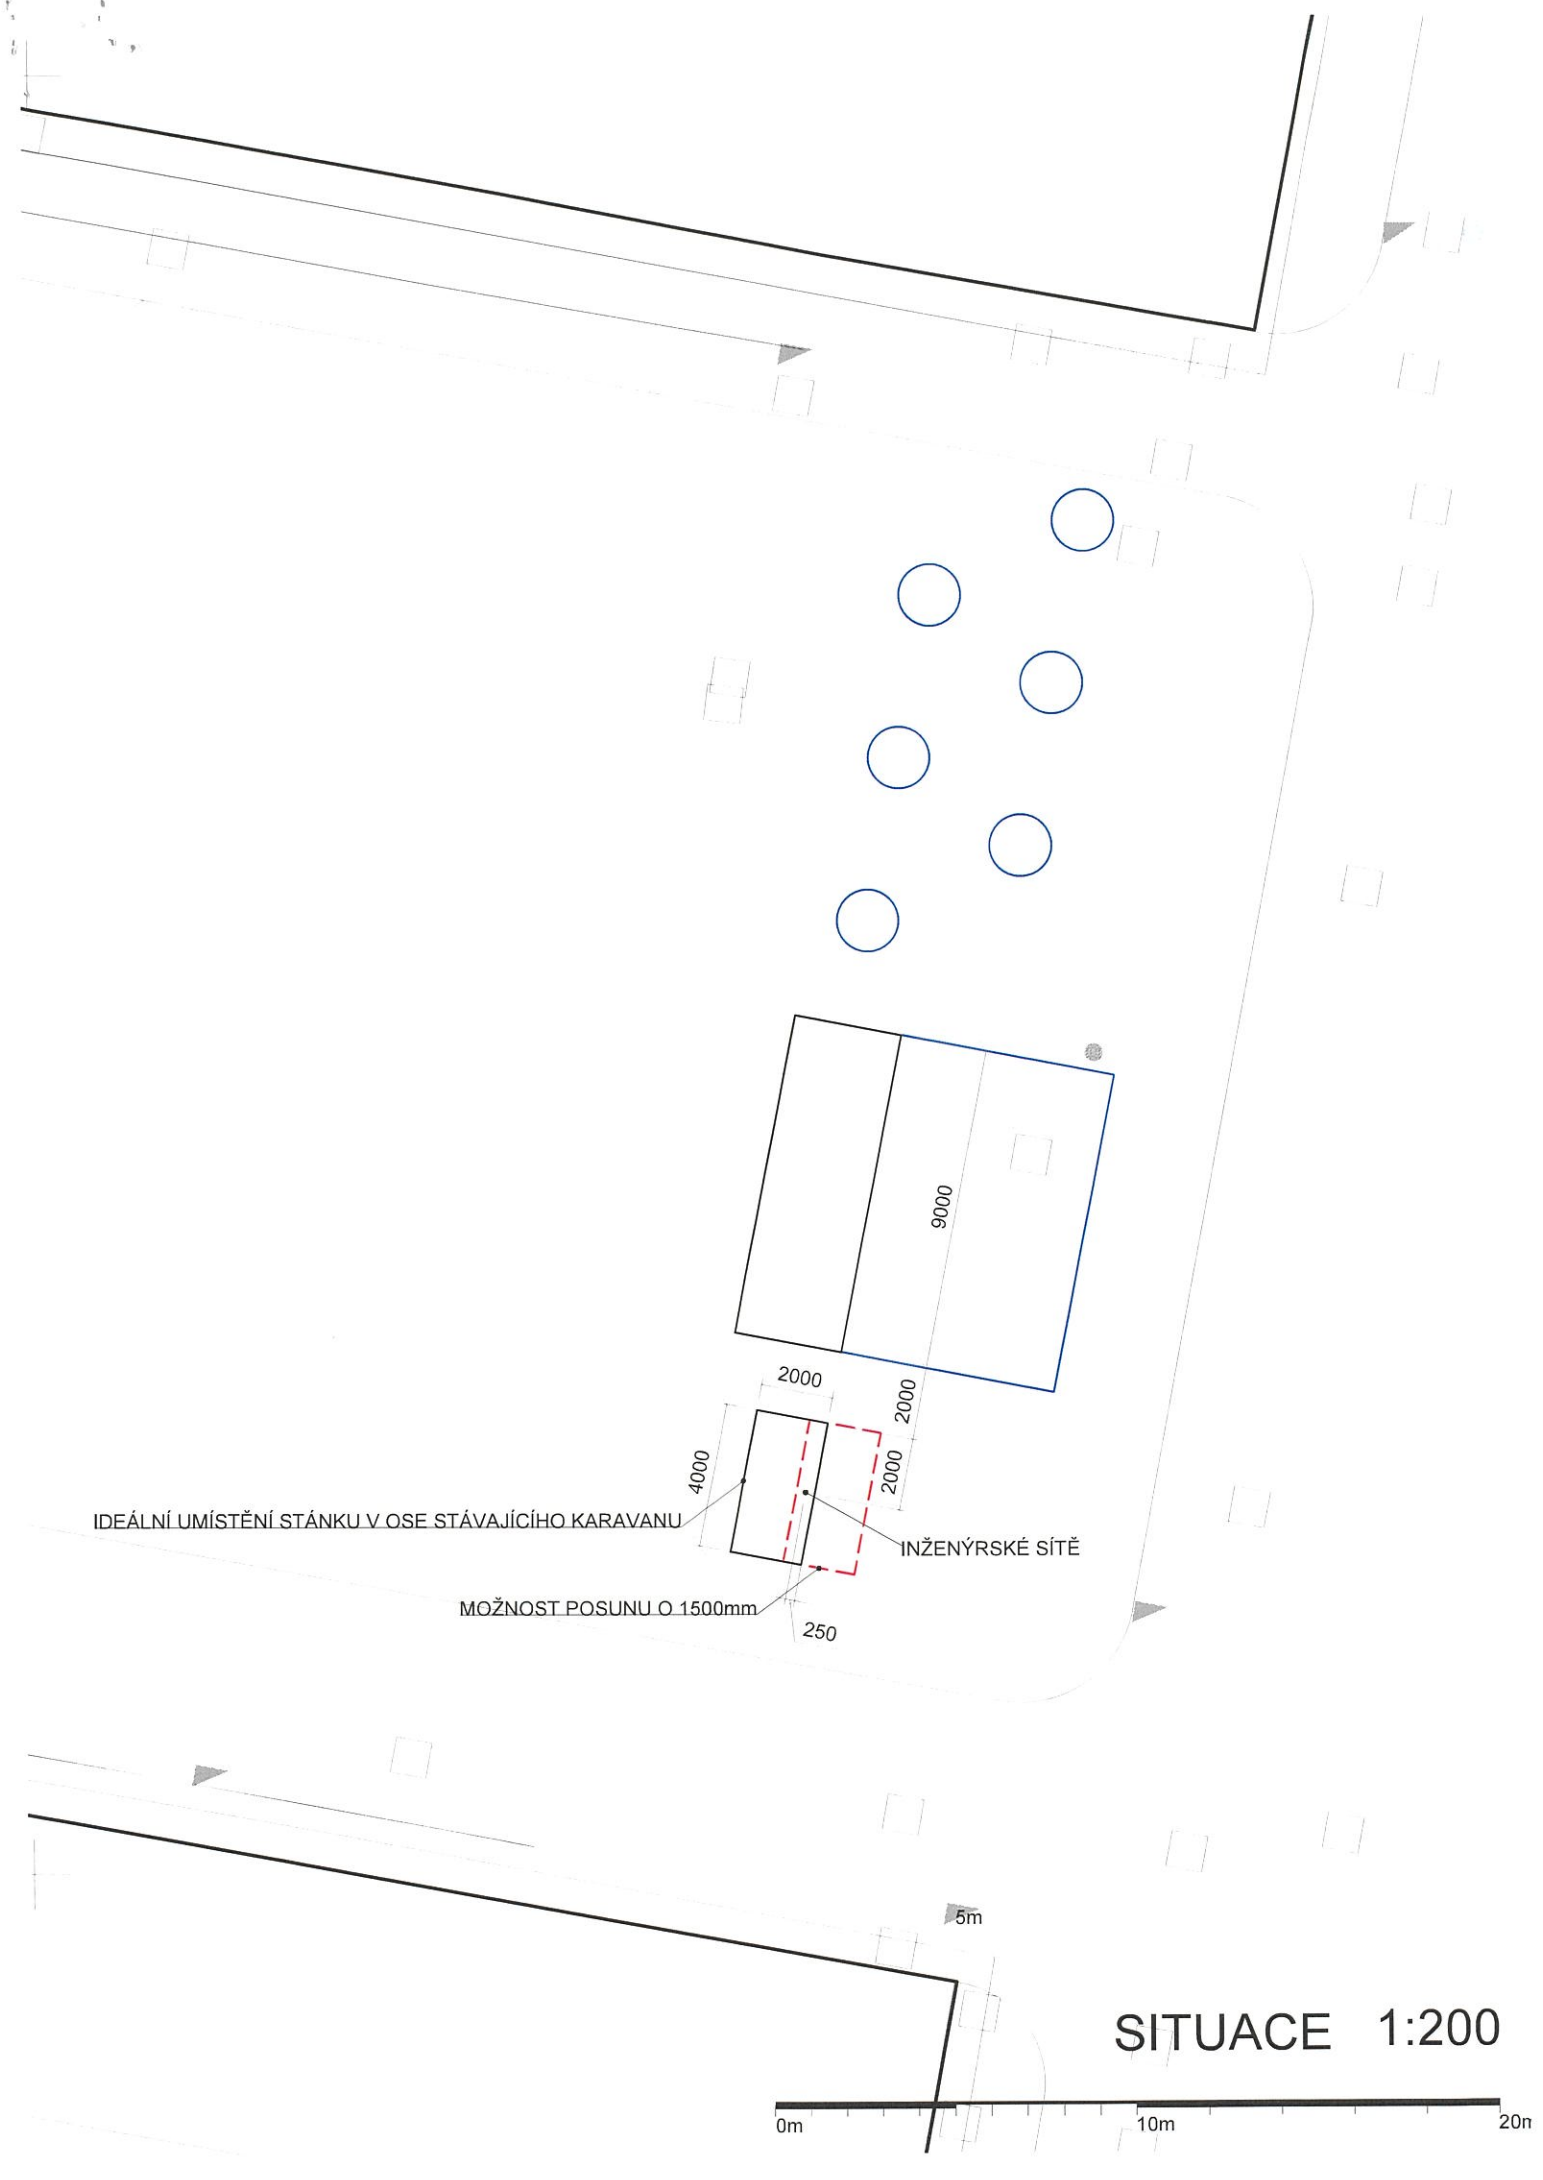 9000
2000
2000
4000
2000
IDEÁLNÍ UMÍSTĚNÍ STÁNKU V OSE STÁVAJÍCÍHO KARAVANU
INŽENÝRSKÉ SÍTĚ
MOŽNOST POSUNU O 1500mm
250
5m
SITUACE 1:200
0m
10m
20m